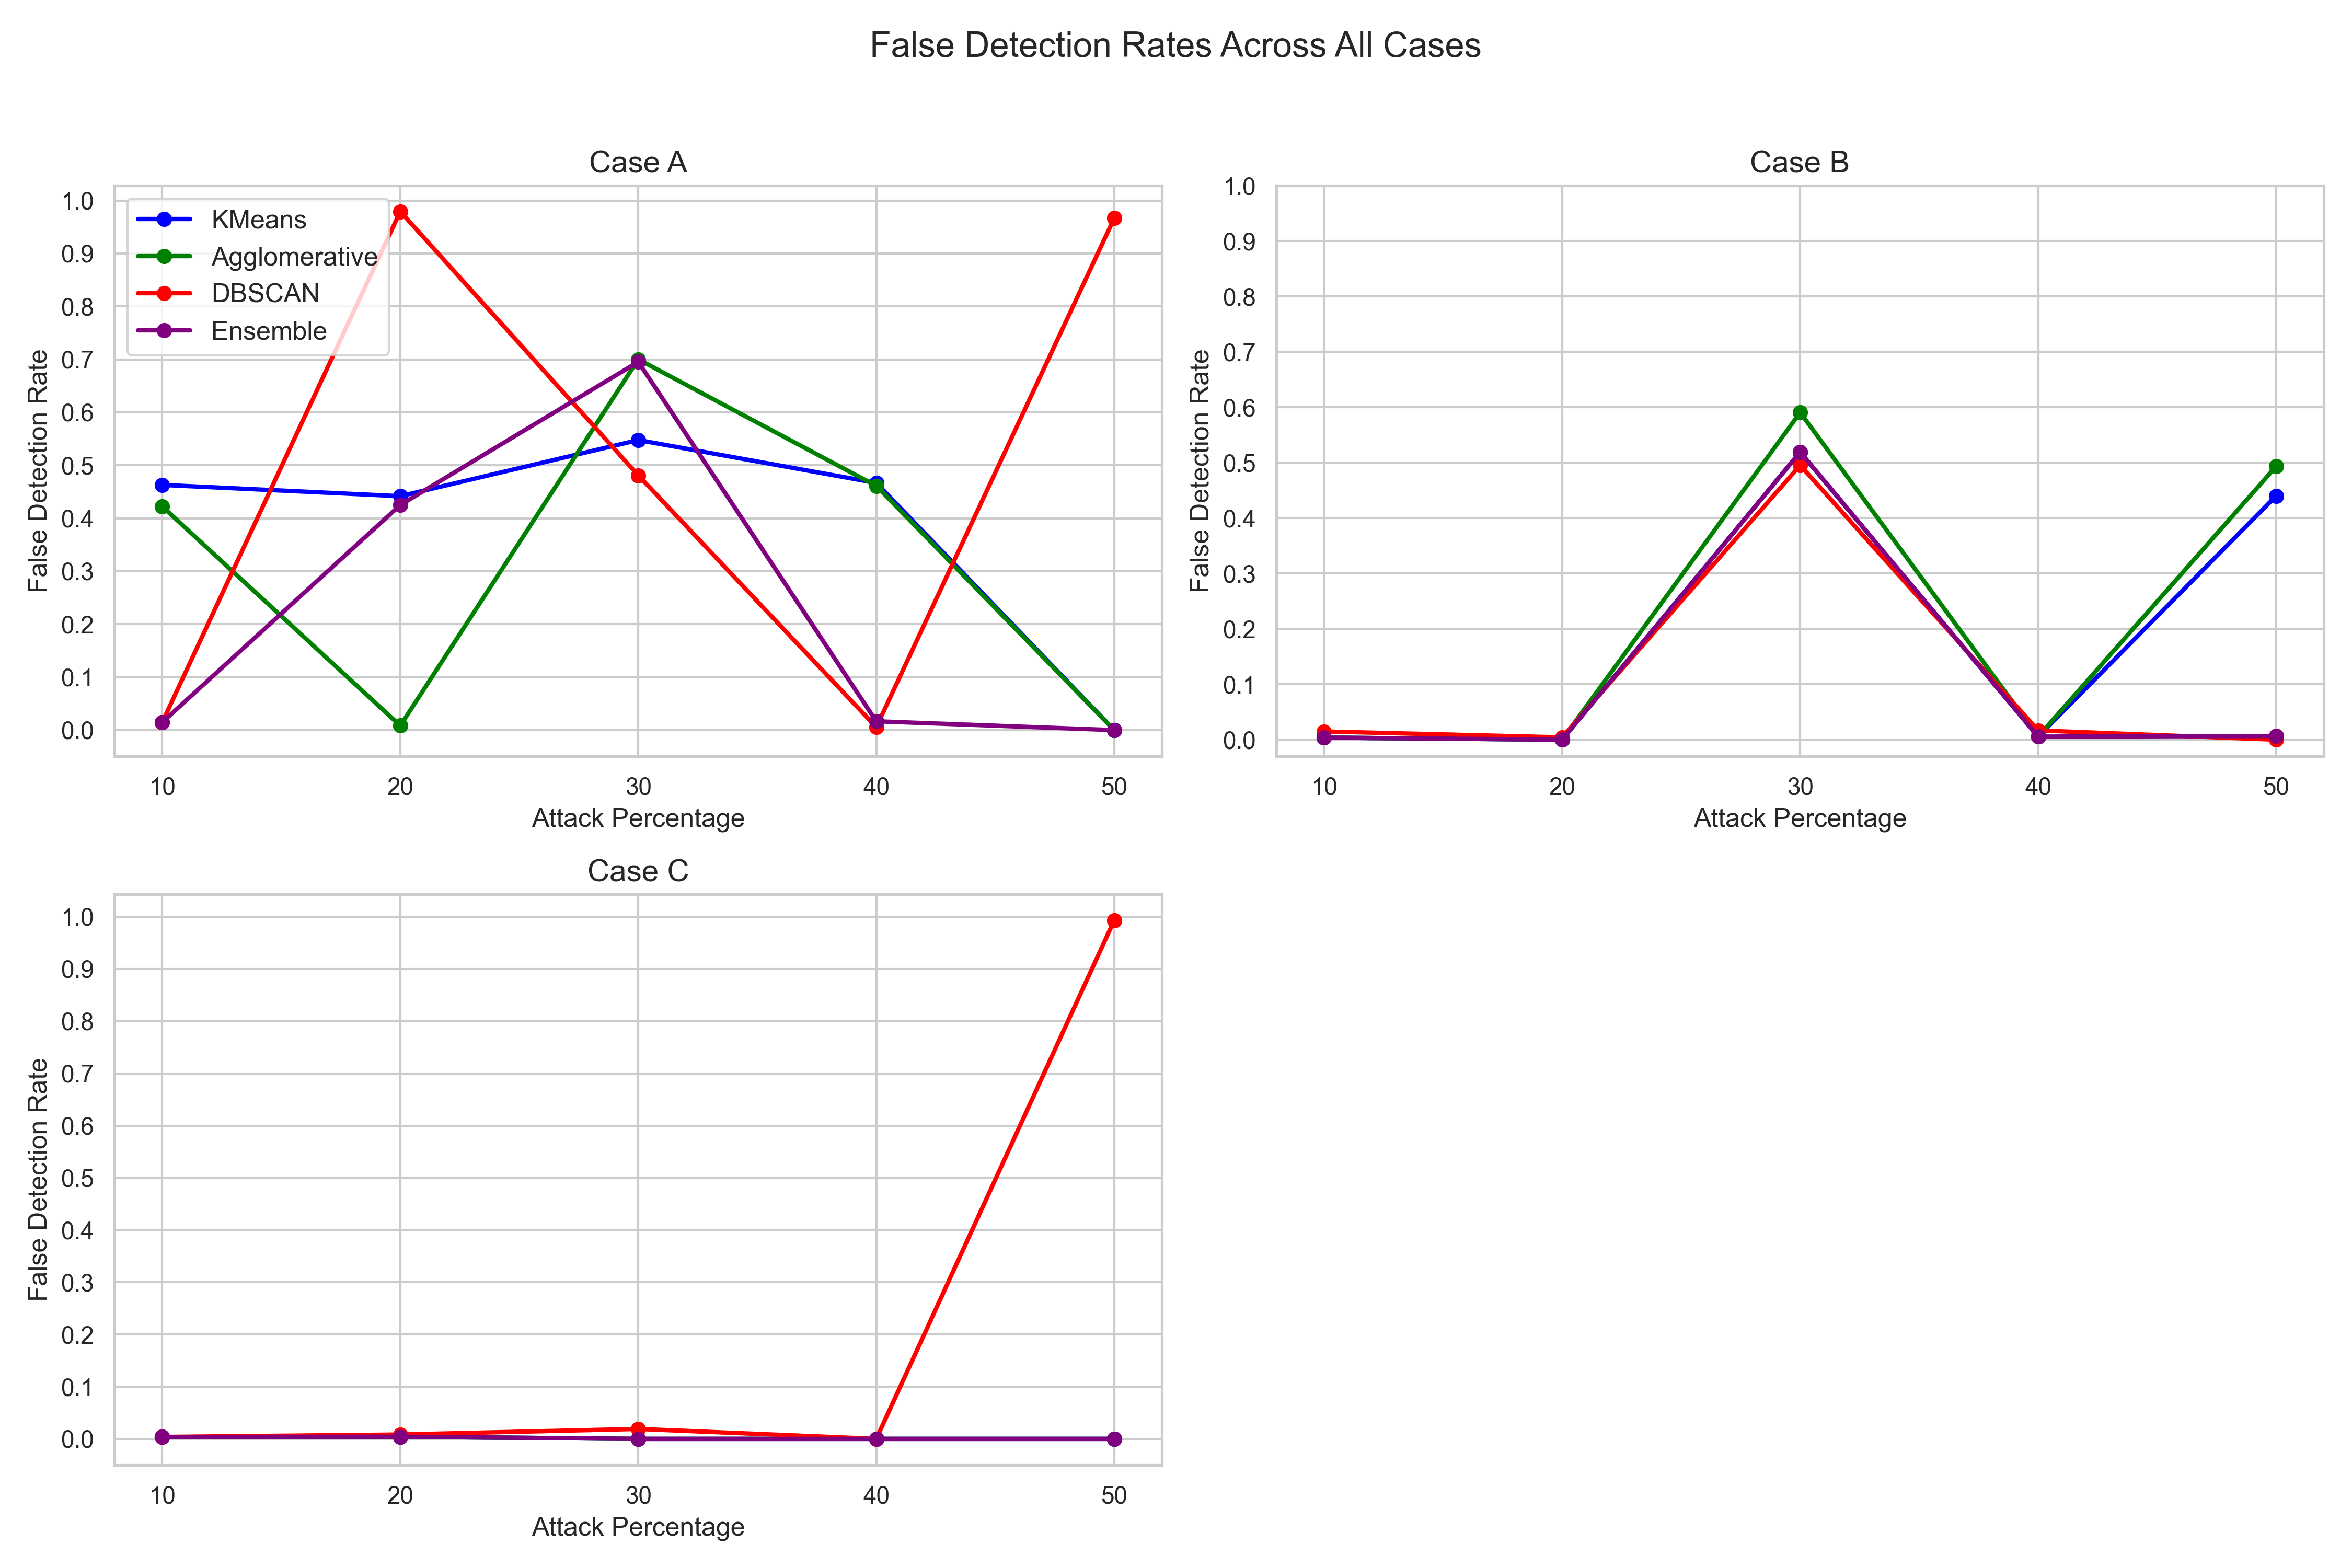 False Detection Rates Across All Cases
Case A
1.0
0.9
0.8
0.7
0.6
0.5
0.4
0.3
0.2
0.1
0.0
False Detection Rate
KMeans
Agglomerative
DBSCAN
Ensemble
10 20 30 40 50
Attack Percentage
Case B
1.0
0.9
0.8
0.7
0.6
0.5
0.4
0.3
0.2
0.1
0.0
False Detection Rate
10 20 30 40 50
Attack Percentage
Case C
1.0
0.9
0.8
0.7
0.6
0.5
0.4
0.3
0.2
0.1
0.0
False Detection Rate
10 20 30 40 50
Attack Percentage